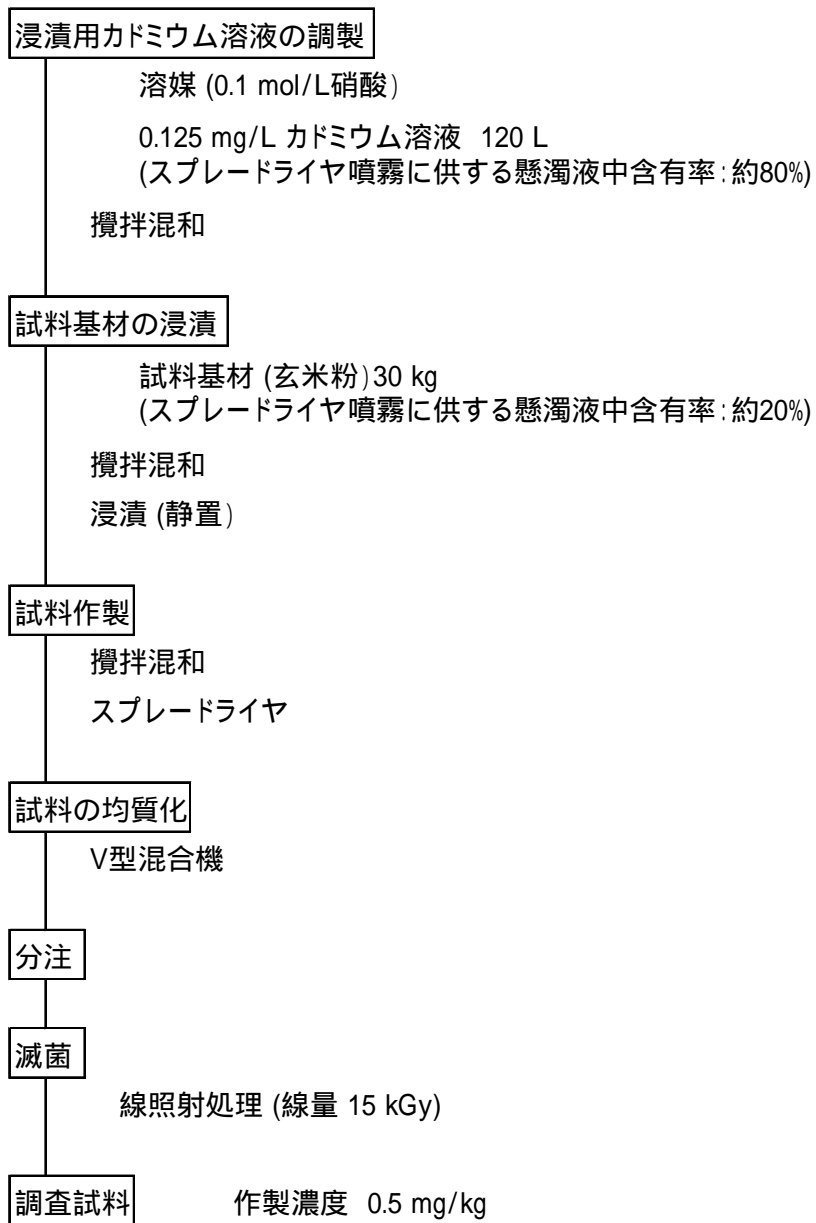 浸漬用カドミウム溶液の調製
溶媒 (0.1 mol/L硝酸)
0.125 mg/L カドミウム溶液 120 L
(スプレードライヤ噴霧に供する懸濁液中含有率:約80%)
攪拌混和
試料基材の浸漬
試料基材 (玄米粉)30 kg
(スプレードライヤ噴霧に供する懸濁液中含有率:約20%)
攪拌混和
浸漬 (静置)
試料作製
攪拌混和
スプレードライヤ
試料の均質化
V型混合機
分注
滅菌
線照射処理 (線量 15 kGy)
調査試料 作製濃度 0.5 mg/kg